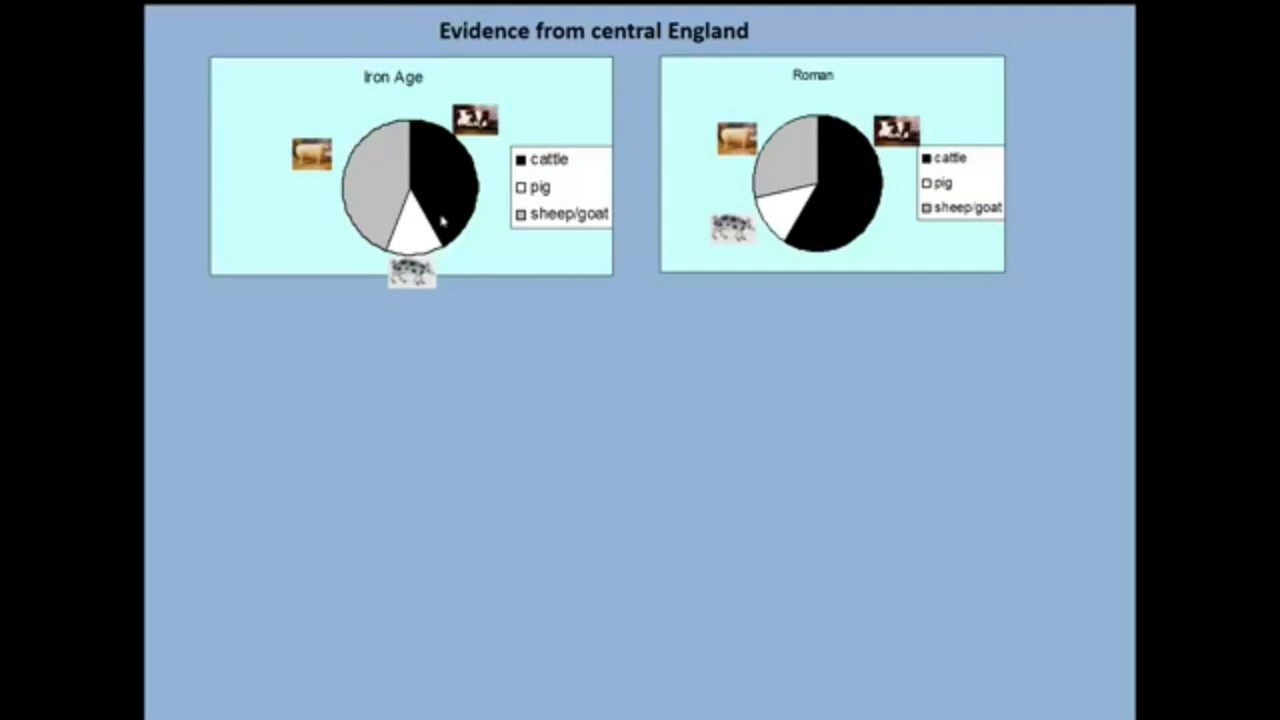 Evidence from central England
Iron Age
cattle
pig
sheep/goat
Roman
cattle
pig
sheep/goat